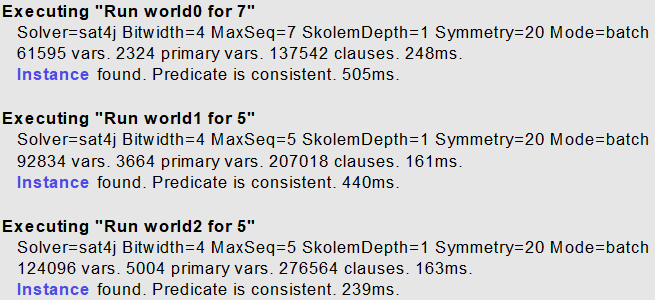 Executing "Run world0 for 7"
Solver=sat4j Bitwidth=4 MaxSeq=7 SkolemDepth=1 Symmetry=20 Mode=batch
61595 vars. 2324 primary vars. 137542 clauses. 248ms.
Instance found. Predicate is consistent. 505ms.
Executing "Run world1 for 5"
Solver=sat4j Bitwidth=4 MaxSeq=5 SkolemDepth=1 Symmetry=20 Mode=batch
92834 vars. 3664 primary vars. 207018 clauses. 161ms.
Instance found. Predicate is consistent. 440ms.
Executing "Run world2 for 5"
Solver=sat4j Bitwidth=4 MaxSeq=5 SkolemDepth=1 Symmetry=20 Mode=batch
124096 vars. 5004 primary vars. 276564 clauses. 163ms.
Instance found. Predicate is consistent. 239ms.